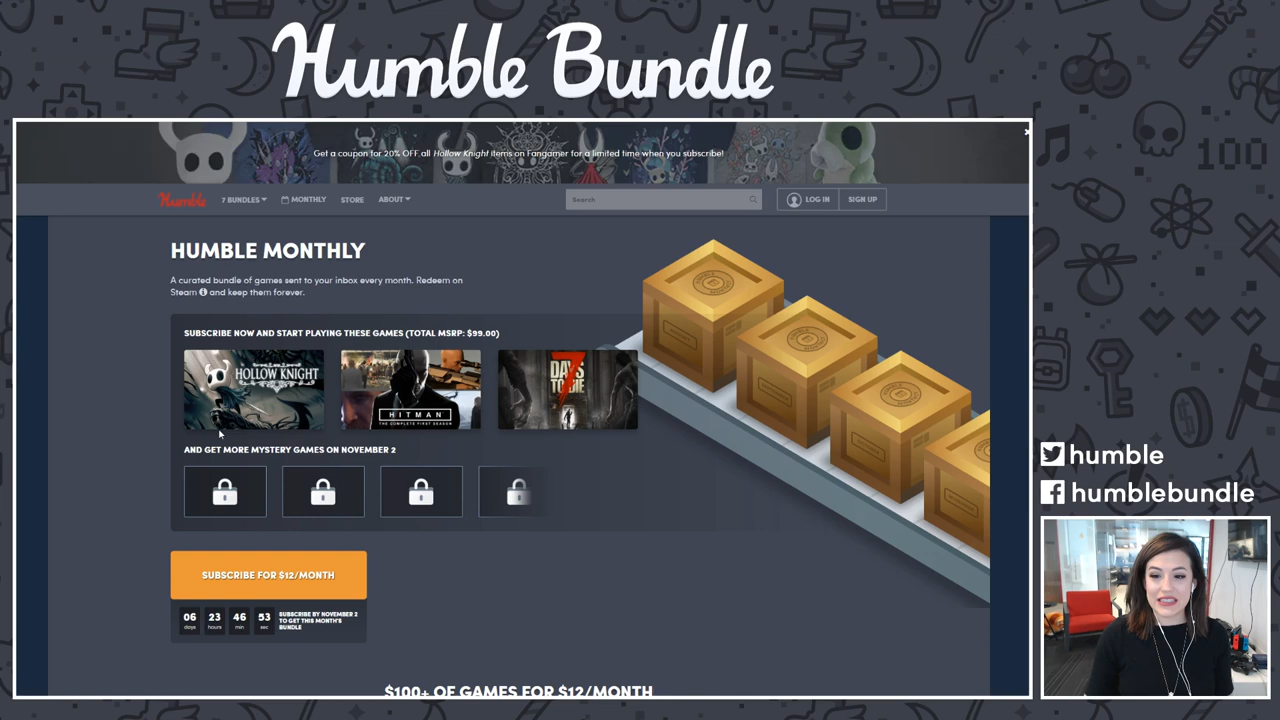 Humble Bundle
Get a coupon for 20% OFF all Hollow Knight items on Fangamer for a limited time when you subscribe!
Humble
7 BUNDLES
MONTHLY
STORE
ABOUT
Search
LOG IN
SIGN UP
HUMBLE MONTHLY
A curated bundle of games sent to your inbox every month. Redeem on
Steam and keep them forever.
SUBSCRIBE NOW AND START PLAYING THESE GAMES (TOTAL MSRP: $99.00)
HOLLOW KNIGHT
HITMAN
THE COMPLETE FIRST SEASON
7 DAYS TO DIE
AND GET MORE MYSTERY GAMES ON NOVEMBER 2
SUBSCRIBE FOR $12/MONTH
06 23 46 53
days hours min sec
SUBSCRIBE BY NOVEMBER 2
TO GET THIS MONTH'S
BUNDLE
$100+ OF GAMES FOR $12/MONTH
100
humble
humblebundle